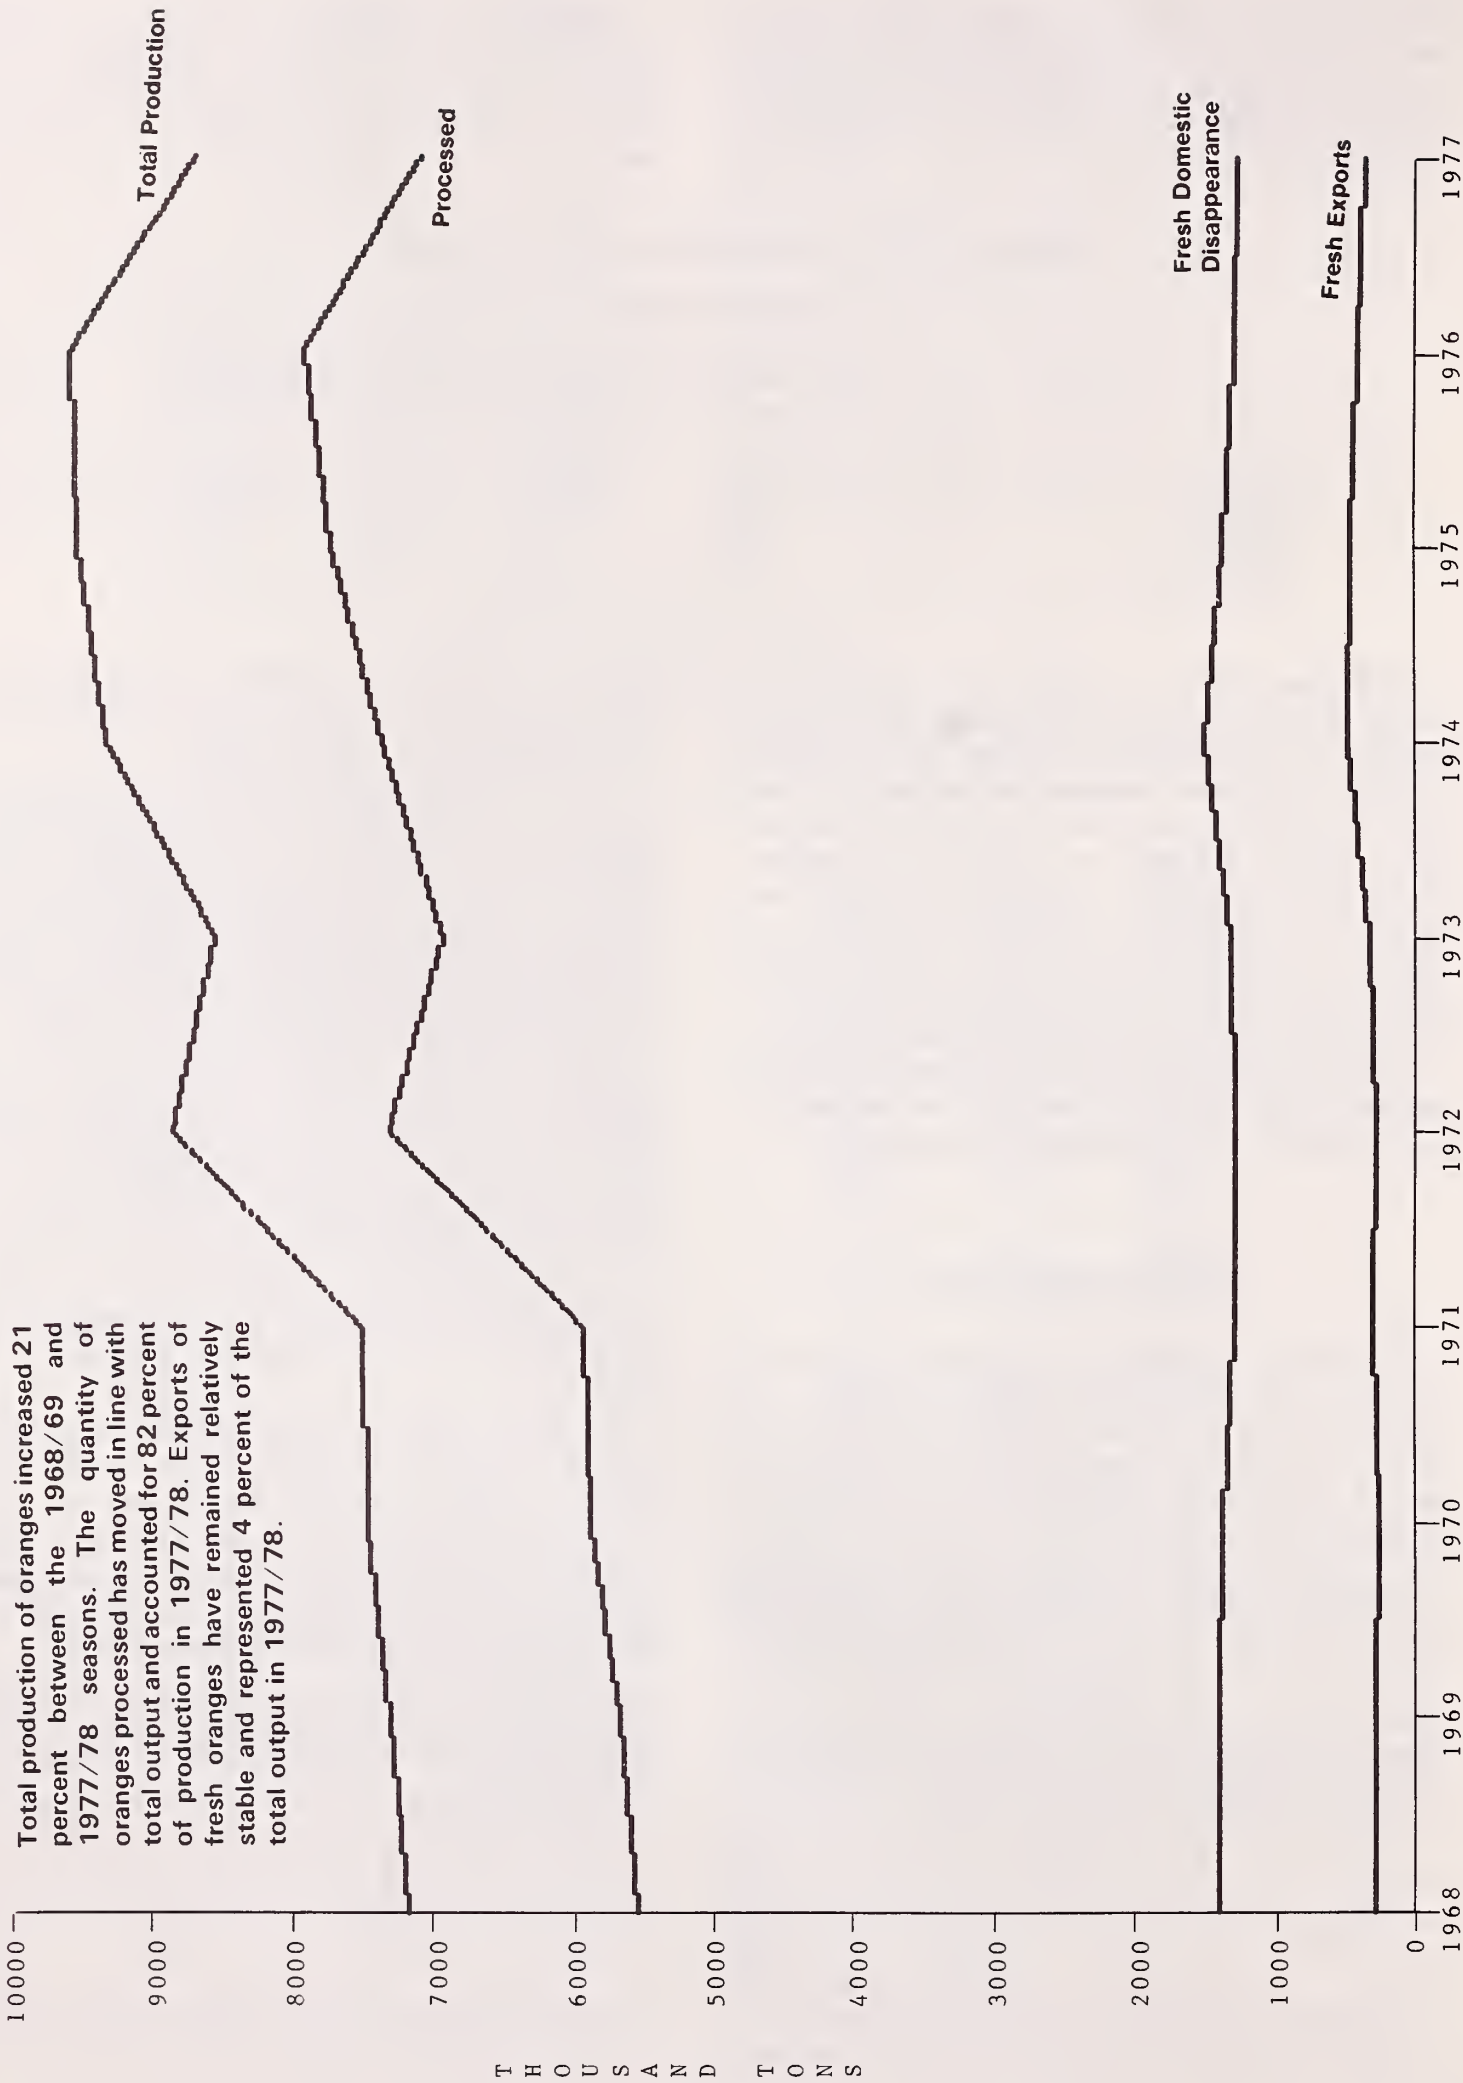 Total production of oranges increased 21
percent between the 1968/69 and
1977/78 seasons. The quantity of
oranges processed has moved in line with
total output and accounted for 82 percent
of production in 1977/78. Exports of
fresh oranges have remained relatively
stable and represented 4 percent of the
total output in 1977/78.
Total Production
Processed
Fresh Domestic
Disappearance
Fresh Exports
THOUSAND TONS
10000
9000
8000
7000
6000
5000
4000
3000
2000
1000
0
1968 1969 1970 1971 1972 1973 1974 1975 1976 1977